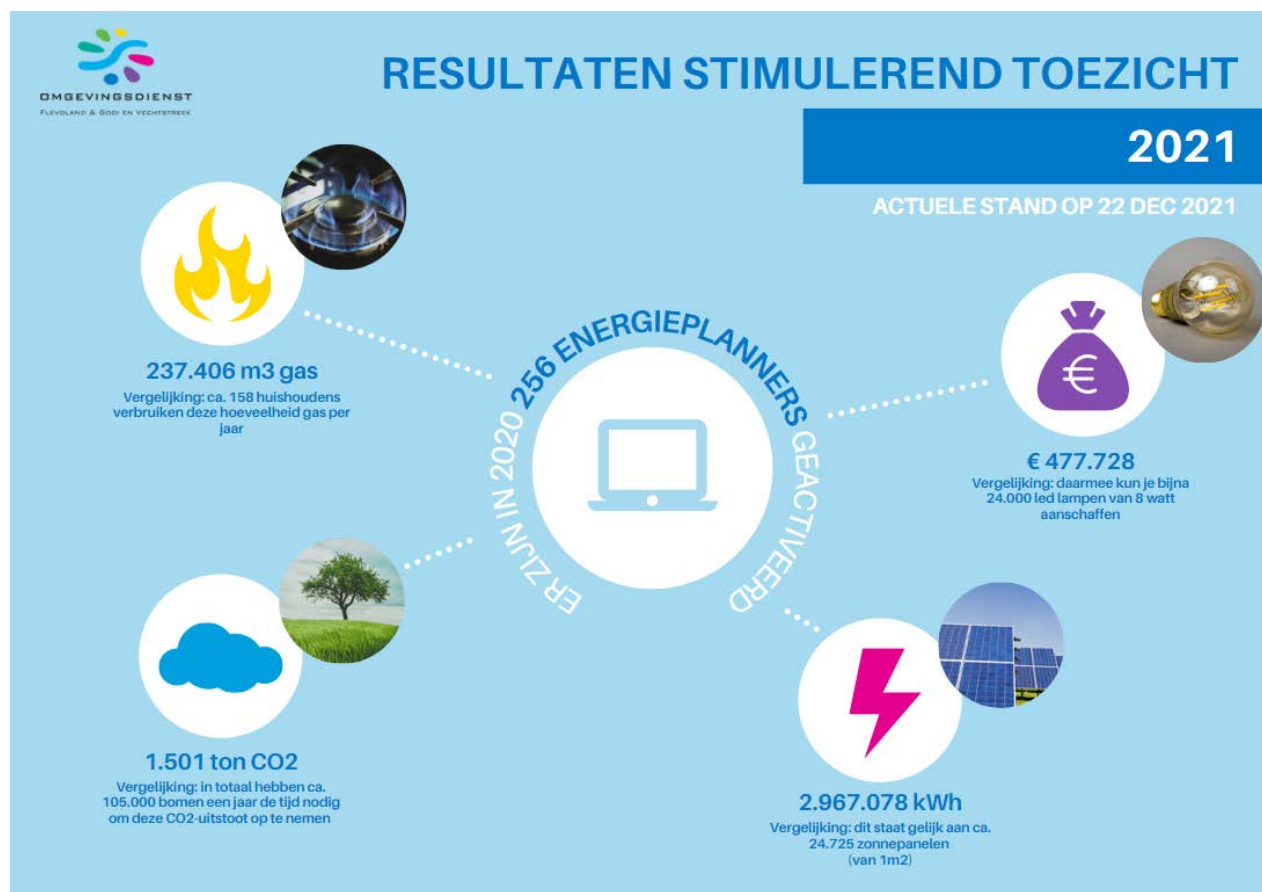 OMGEVINGSDIENST
FLEVOLAND & GOOI EN VECHTSTREEK
RESULTATEN STIMULEREND TOEZICHT
2021
ACTUELE STAND OP 22 DEC 2021
237.406 m3 gas
Vergelijking: ca. 158 huishoudens
verbruiken deze hoeveelheid gas per
jaar
ER ZIJN IN 2020 256 ENERGIEPLANNERS GEACTIVEERD
€
€ 477.728
Vergelijking: daarmee kun je bijna
24.000 led lampen van 8 watt
aanschaffen
1.501 ton CO2
Vergelijking: in totaal hebben ca.
105.000 bomen een jaar de tijd nodig
om deze CO2-uitstoot op te nemen
2.967.078 kWh
Vergelijking: dit staat gelijk aan ca.
24.725 zonnepanelen
(van 1m2)